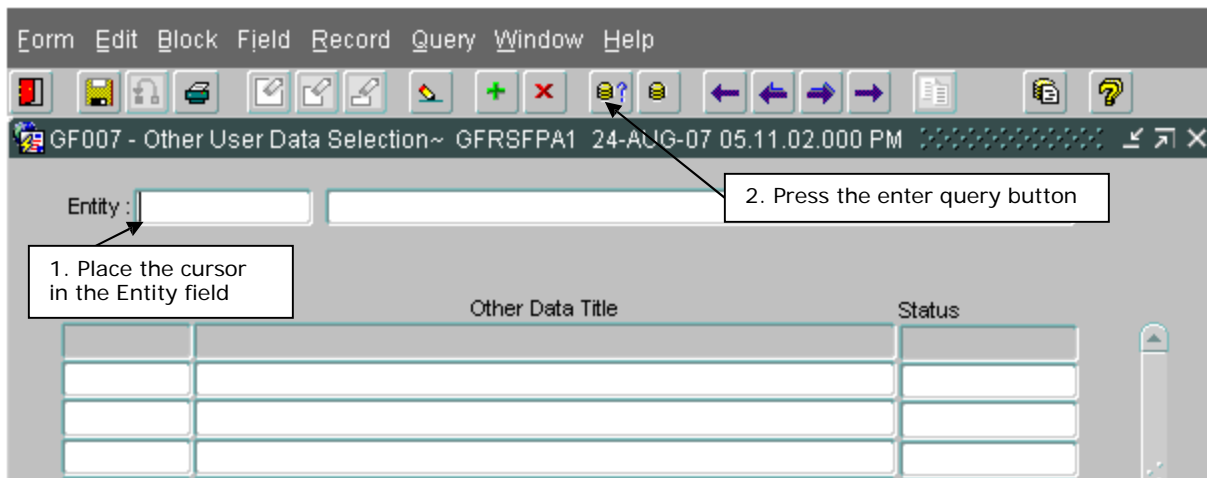 Form Edit Block Field Record Query Window Help
GF007 - Other User Data Selection~ GFRSFPA1 24-AUG-07 05.11.02.000 PM
Entity :
2. Press the enter query button
1. Place the cursor
in the Entity field
Other Data Title Status